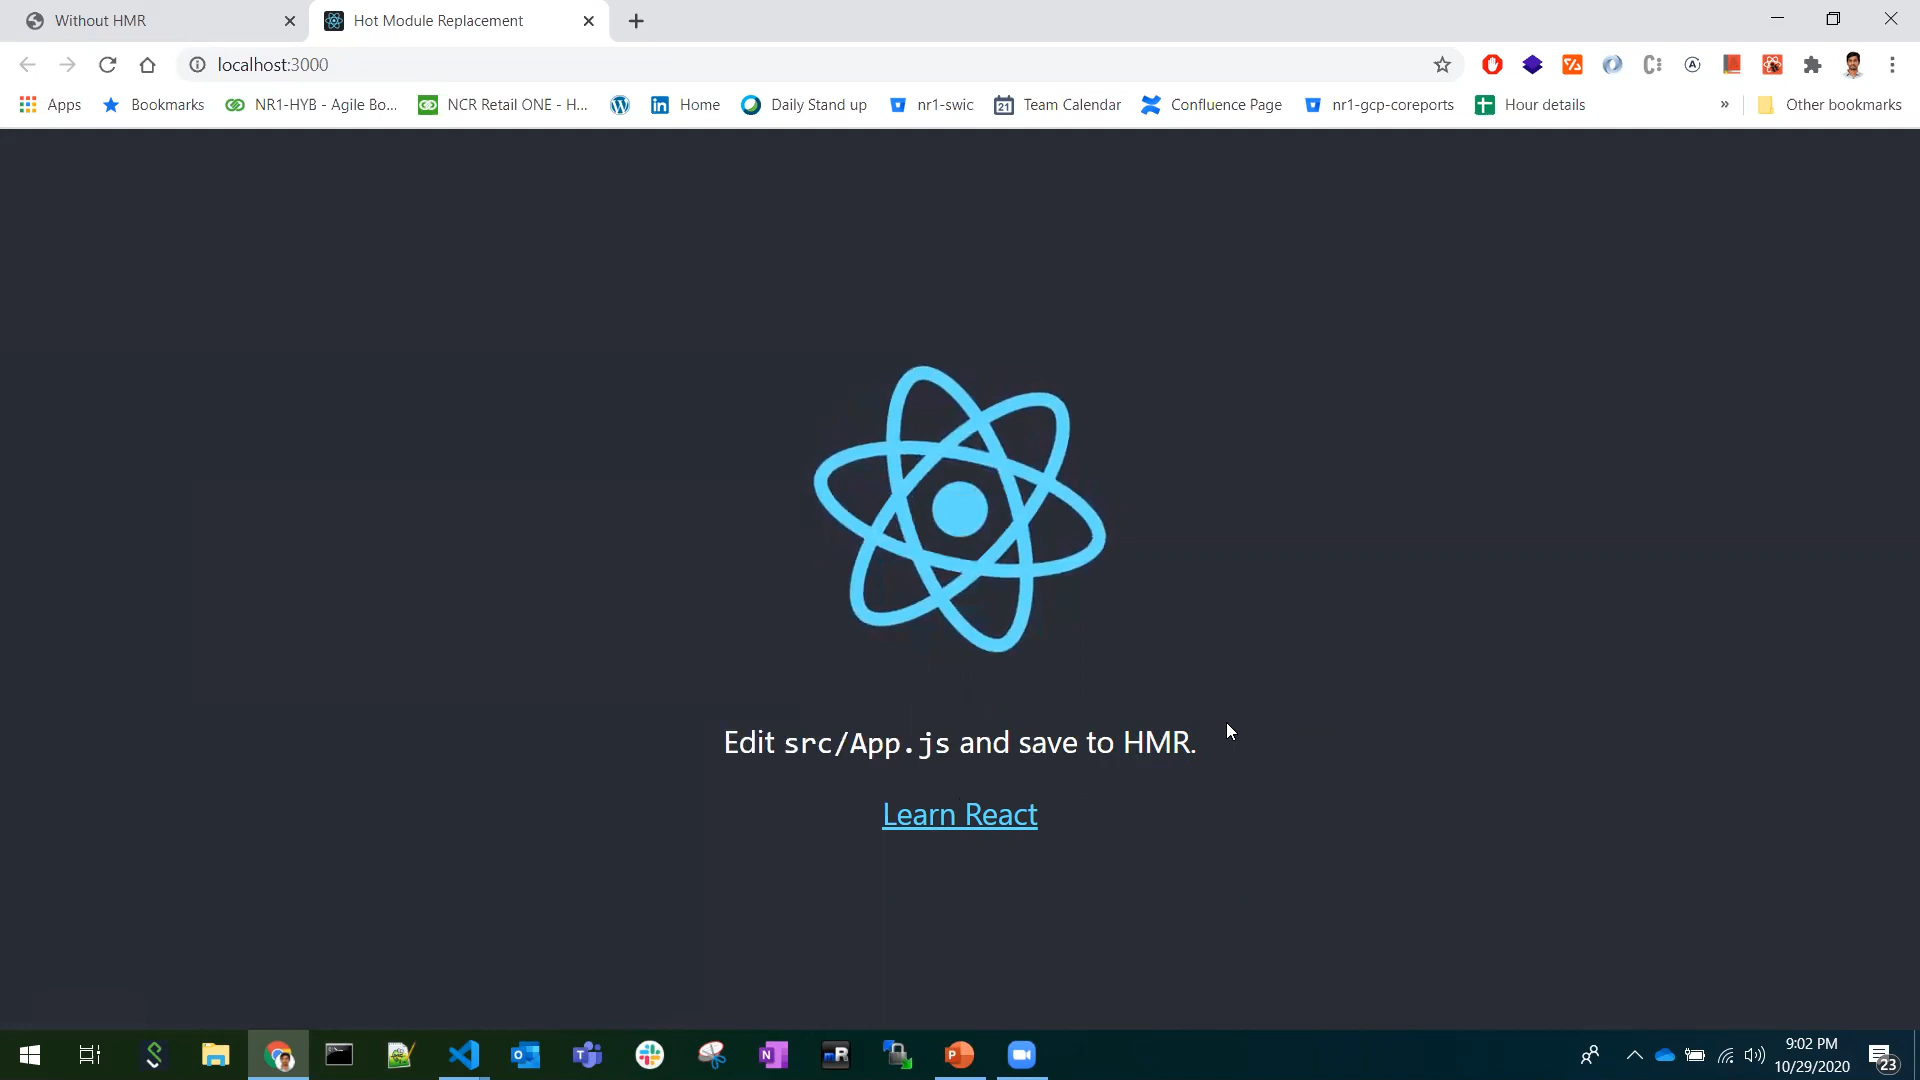 Without HMR
Hot Module Replacement
localhost:3000
Apps
Bookmarks
NR1-HYB - Agile Bo...
NCR Retail ONE - H...
Home
Daily Stand up
nr1-swic
21
Team Calendar
Confluence Page
nr1-gcp-coreports
Hour details
»
Other bookmarks
Edit src/App.js and save to HMR.
Learn React
9:02 PM
10/29/2020
23